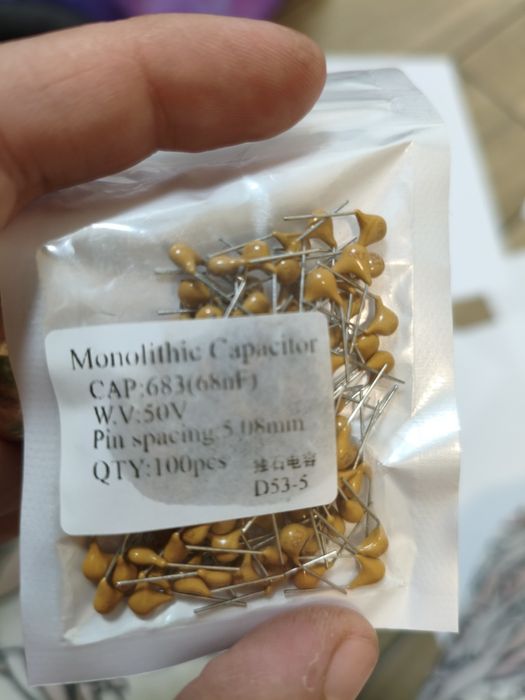 Monolithic Capacitor
CAP:683(68nF)
W.V:50V
Pin spacing:5.08mm
QTY:100pcs 独石电容
D53-5